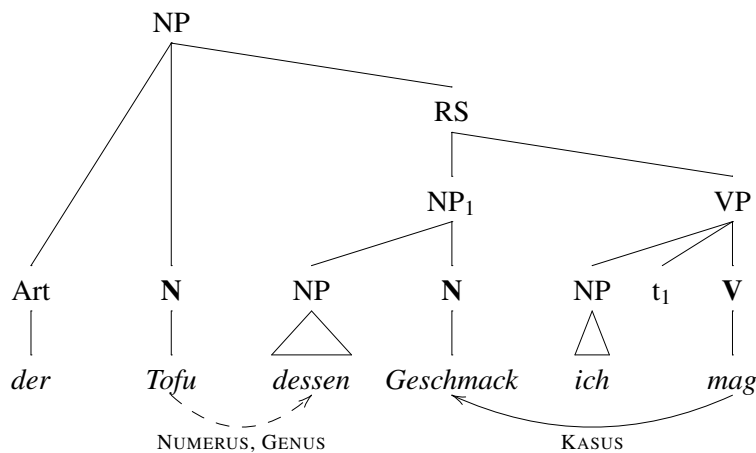 NP
RS
NP₁ VP
Art N NP N NP t₁ V
der Tofu dessen Geschmack ich mag
NUMERUS, GENUS KASUS